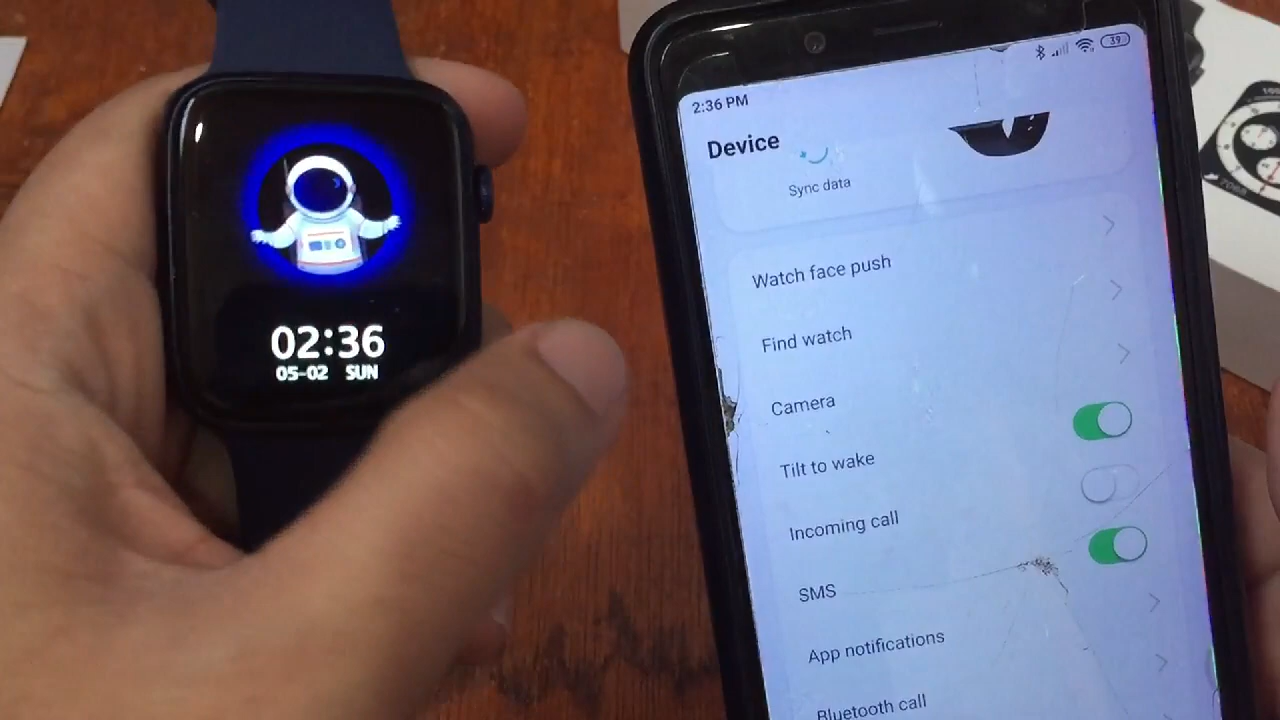 02:36
05-02 SUN
39
2:36 PM
Device
Sync data
Watch face push
Find watch
Camera
Tilt to wake
Incoming call
SMS
App notifications
Bluetooth call